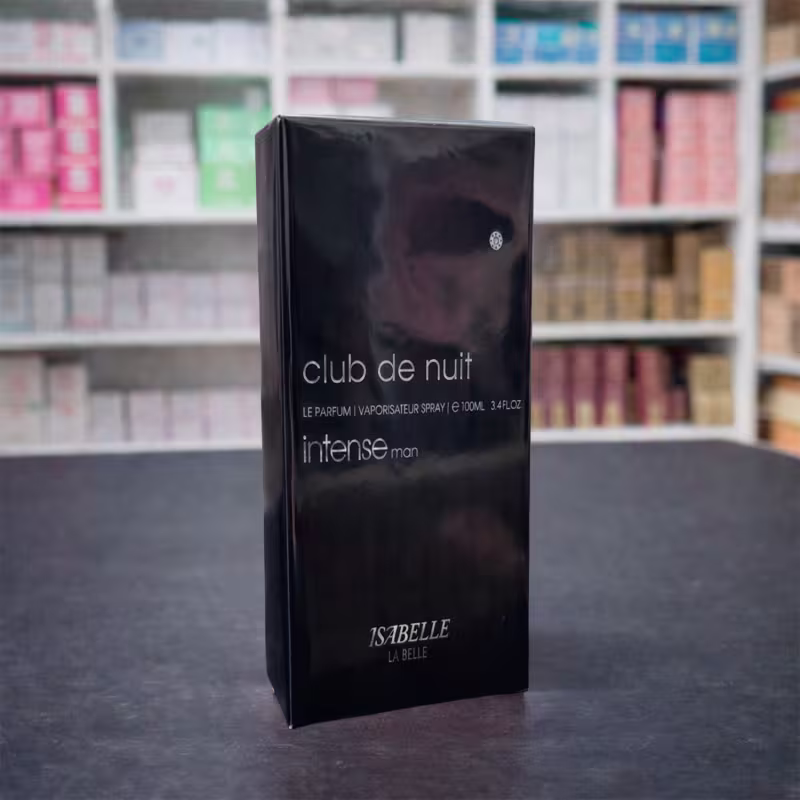 club de nuit
LE PARFUM | VAPORISATEUR SPRAY | ℮ 100ML 3.4 FL.OZ
intense man
ISABELLE
LA BELLE